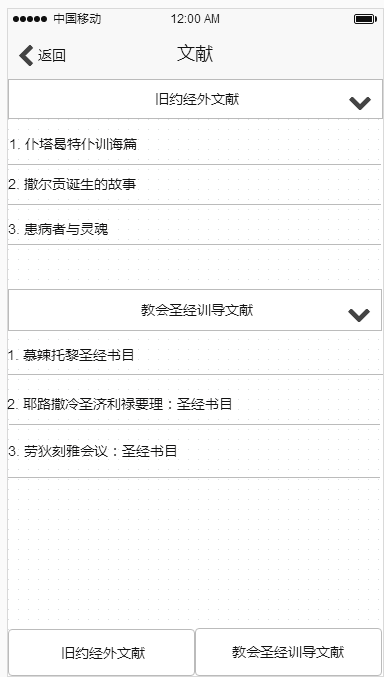 中国移动 12:00 AM
返回 文献
旧约经外文献
1. 仆塔曷特仆训海篇
2. 撒尔贡诞生的故事
3. 患病者与灵魂
教会圣经训导文献
1. 慕辣托黎圣经书目
2. 耶路撒冷圣济利禄要理：圣经书目
3. 劳狄刻雅会议：圣经书目
旧约经外文献 教会圣经训导文献